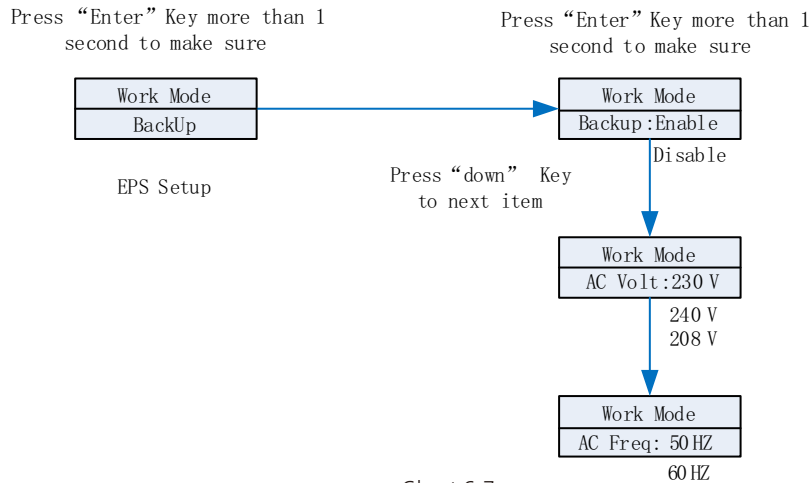 Press “Enter” Key more than 1
second to make sure
Work Mode
BackUp
EPS Setup
Press “Enter” Key more than 1
second to make sure
Work Mode
Backup:Enable
Disable
Press “down” Key
to next item
Work Mode
AC Volt:230 V
240 V
208 V
Work Mode
AC Freq: 50 HZ
60 HZ